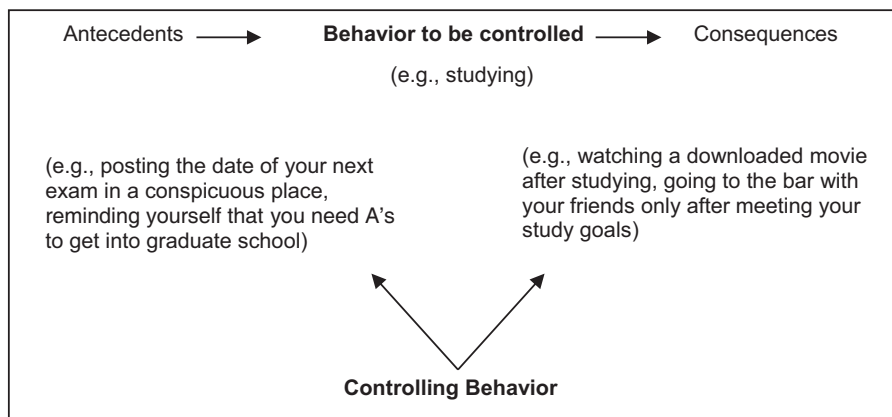 Antecedents Behavior to be controlled Consequences
(e.g., studying)
(e.g., posting the date of your next
exam in a conspicuous place,
reminding yourself that you need A's
to get into graduate school)
(e.g., watching a downloaded movie
after studying, going to the bar with
your friends only after meeting your
study goals)
Controlling Behavior